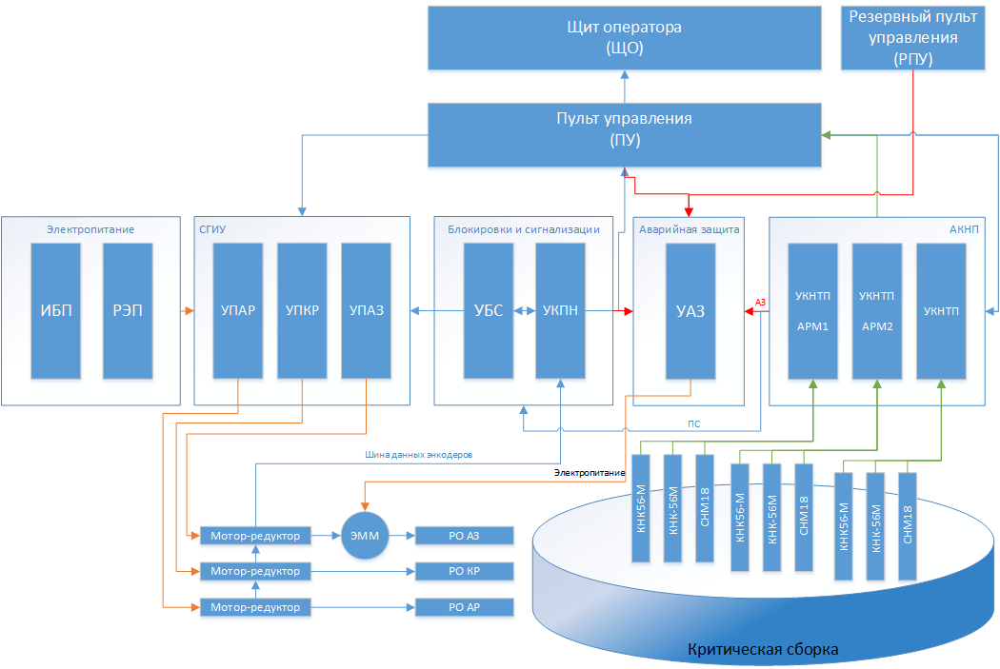 Щит оператора
(ЩО)
Резервный пульт
управления
(РПУ)
Пульт управления
(ПУ)
Электропитание
ИБП
РЭП
СГИУ
УПАР
УПКР
УПАЗ
Блокировки и сигнализации
УБС
УКПН
Аварийная защита
УАЗ
АЗ
АКНП
УКНТП
АРМ1
УКНТП
АРМ2
УКНТП
ПС
Шина данных энкодеров
Электропитание
Мотор-редуктор
ЭММ
РО АЗ
Мотор-редуктор
РО КР
Мотор-редуктор
РО АР
КНК56-М
КНК-56М
СНМ18
КНК56-М
КНК-56М
СНМ18
КНК56-М
КНК-56М
СНМ18
Критическая сборка